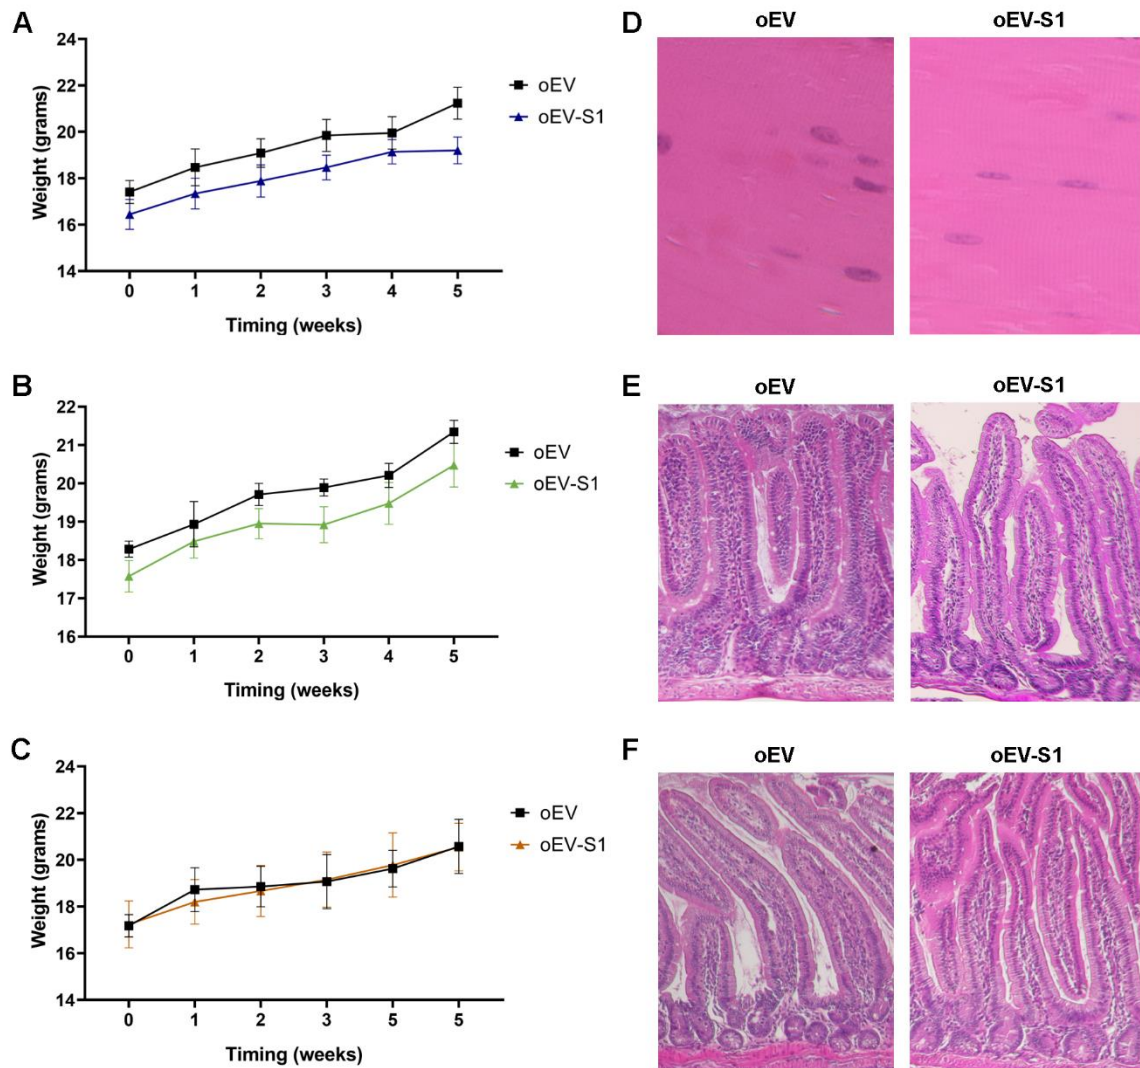 A
24
22
20
18
16
14
Weight (grams)
0 1 2 3 4 5
Timing (weeks)
oEV
oEV-S1
D
oEV oEV-S1
B
22
21
20
19
18
17
16
Weight (grams)
0 1 2 3 4 5
Timing (weeks)
oEV
oEV-S1
E
oEV oEV-S1
C
24
22
20
18
16
14
Weight (grams)
0 1 2 3 5 5
Timing (weeks)
oEV
oEV-S1
F
oEV oEV-S1